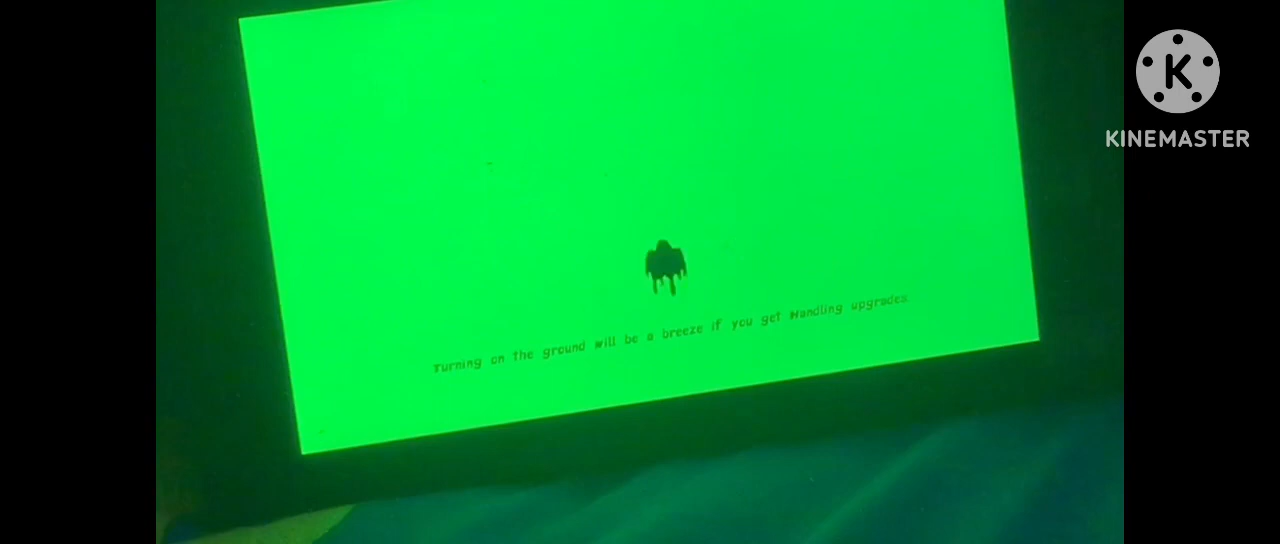 Turning on the ground will be a breeze if you get Handling upgrades.
K
KINEMASTER